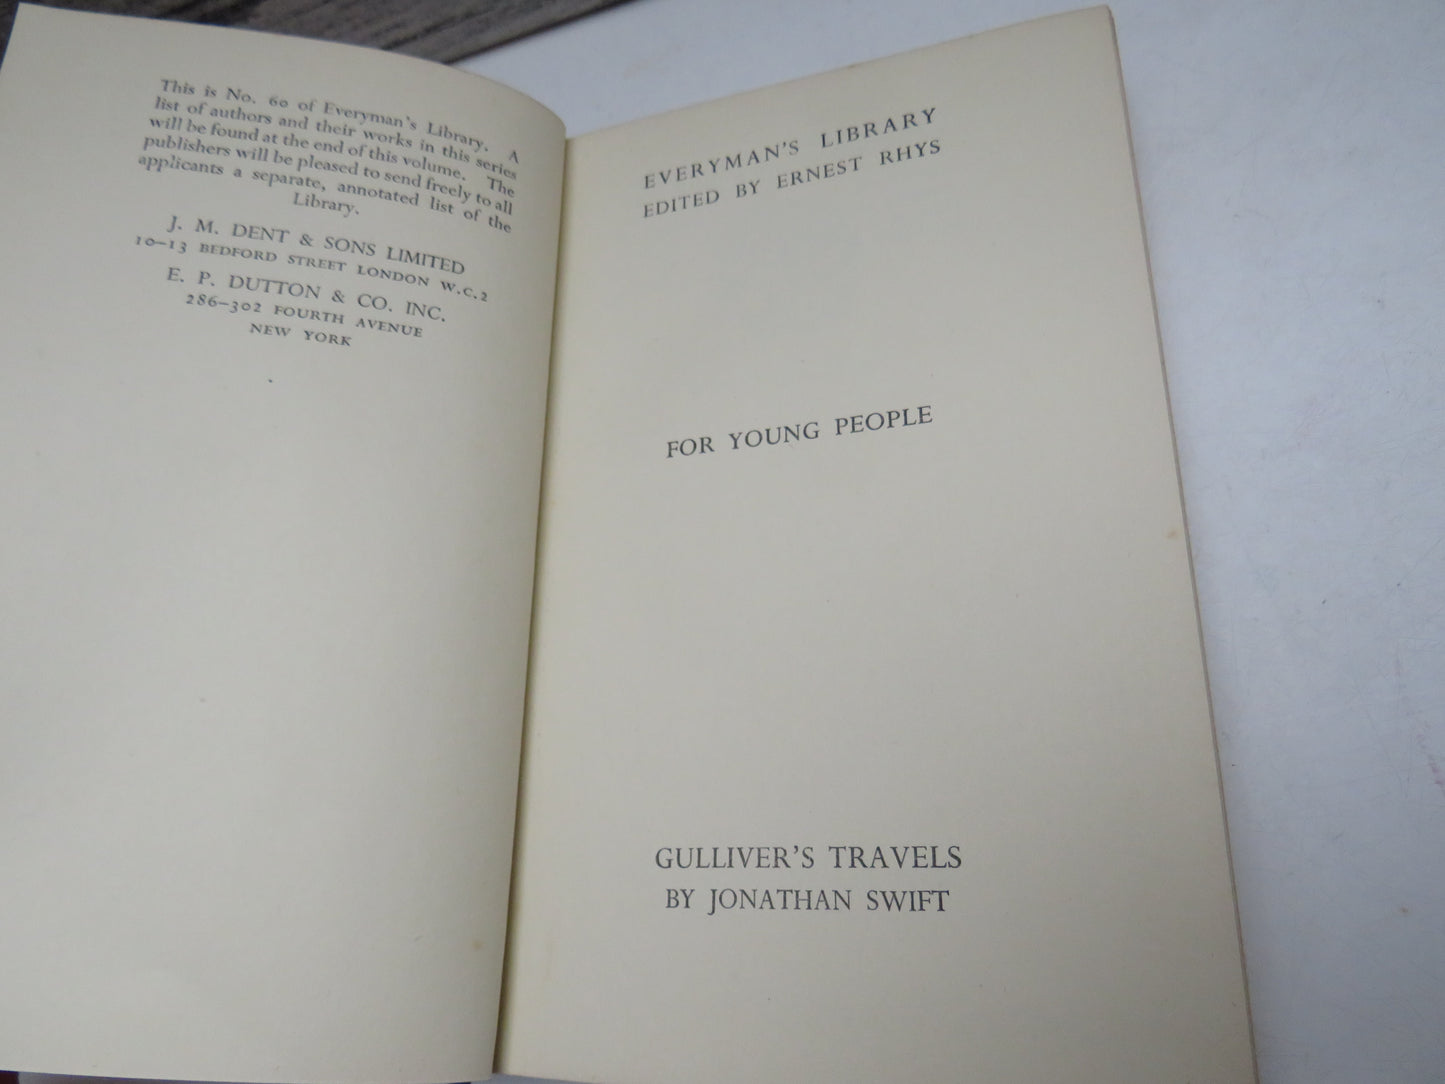 This is No. 60 of Everyman's Library. A
list of authors and their works in this series
will be found at the end of this volume. The
publishers will be pleased to send freely to all
applicants a separate, annotated list of the
Library.
J. M. DENT & SONS LIMITED
10–13 BEDFORD STREET LONDON W.C.2
E. P. DUTTON & CO. INC.
286–302 FOURTH AVENUE
NEW YORK
EVERYMAN'S LIBRARY
EDITED BY ERNEST RHYS
FOR YOUNG PEOPLE
GULLIVER'S TRAVELS
BY JONATHAN SWIFT